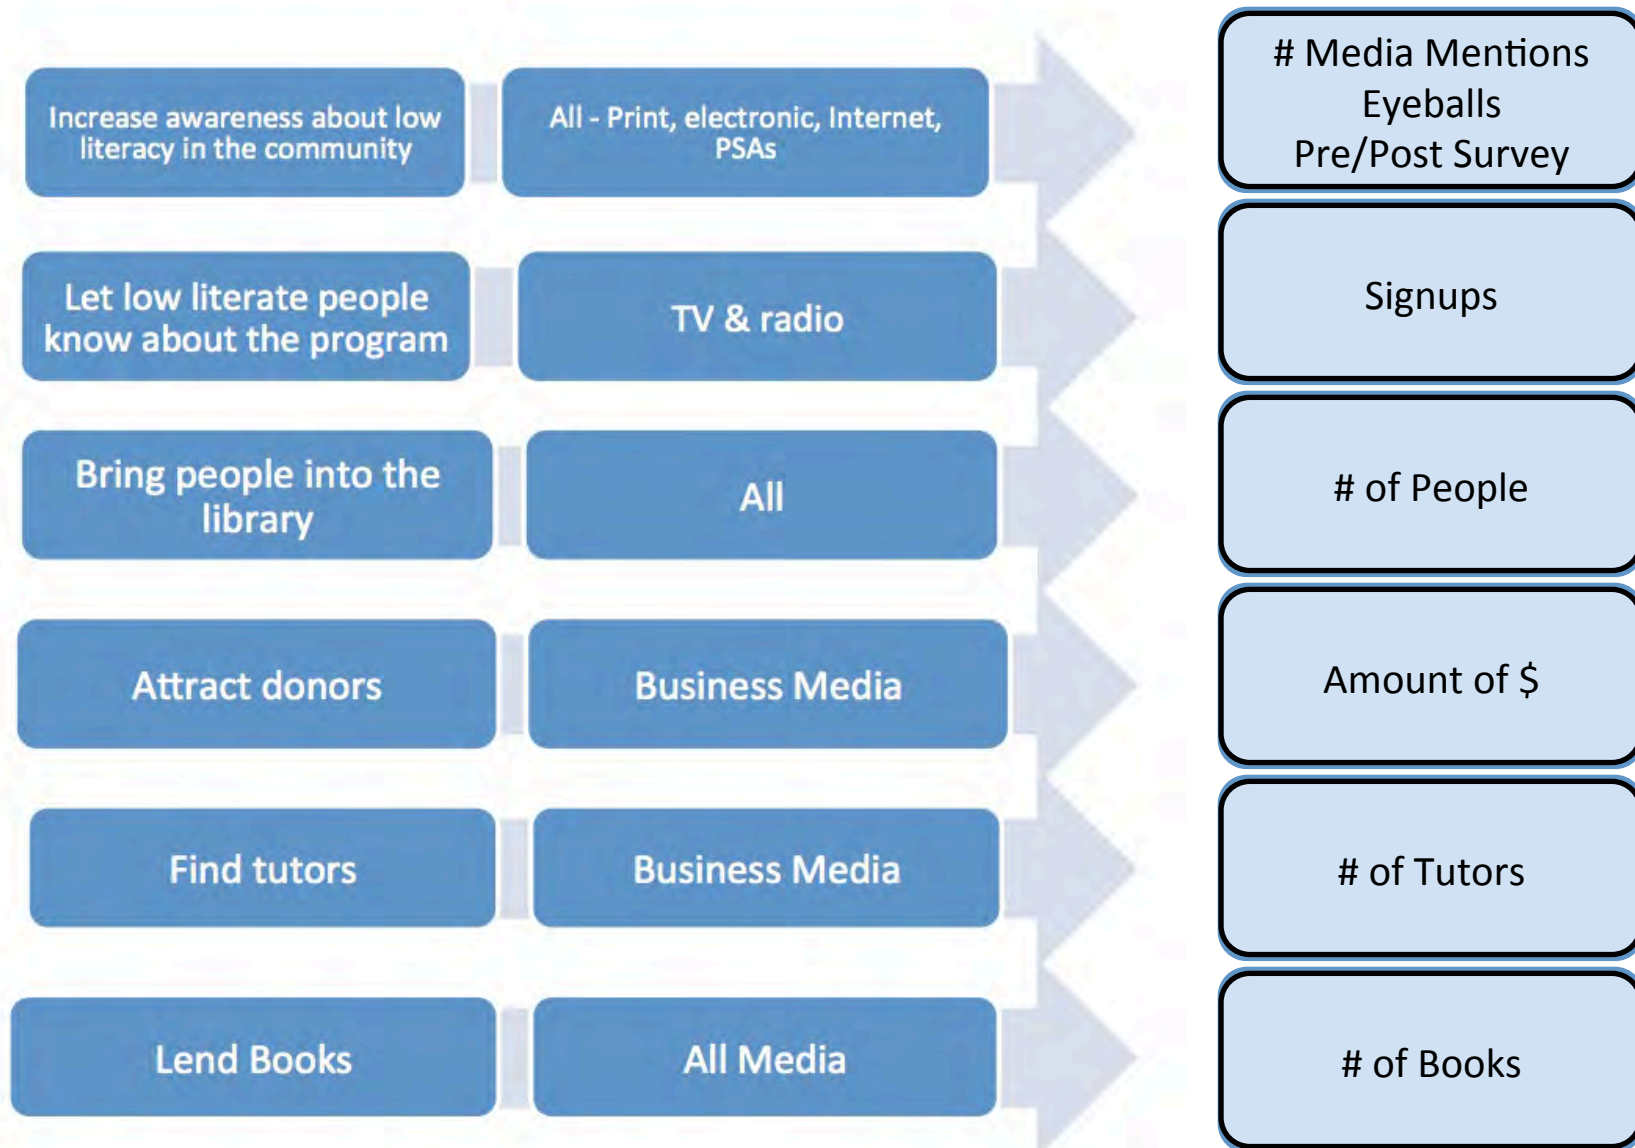 Increase awareness about low
literacy in the community
All - Print, electronic, Internet,
PSAs
# Media Mentions
Eyeballs
Pre/Post Survey
Let low literate people
know about the program
TV & radio
Signups
Bring people into the
library
All
# of People
Attract donors
Business Media
Amount of $
Find tutors
Business Media
# of Tutors
Lend Books
All Media
# of Books